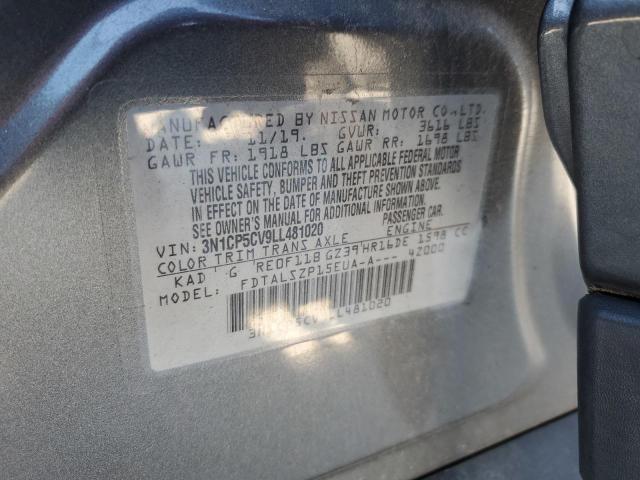 MANUFACTURED BY NISSAN MOTOR CO., LTD.
DATE: 11/19. GVWR: 3616 LBS
GAWR FR: 1918 LBS GAWR RR: 1698 LBS
THIS VEHICLE CONFORMS TO ALL APPLICABLE FEDERAL MOTOR
VEHICLE SAFETY, BUMPER AND THEFT PREVENTION STANDARDS
IN EFFECT ON THE DATE OF MANUFACTURE SHOWN ABOVE.
SEE OWNER'S MANUAL FOR ADDITIONAL INFORMATION.
VIN: 3N1CP5CV9LL481020 PASSENGER CAR.
COLOR TRIM TRANS AXLE ENGINE
KAD G RE0F11B GZ39 HR16DE 1598 CC
MODEL: FDTALSZP15EUA-A--- 42000
LL481020